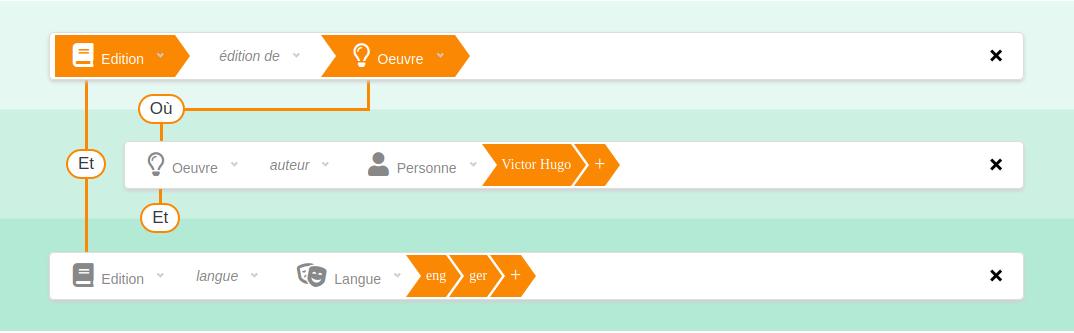 Edition édition de Oeuvre
Où
Et
Oeuvre auteur Personne Victor Hugo +
Et
Edition langue Langue eng ger +